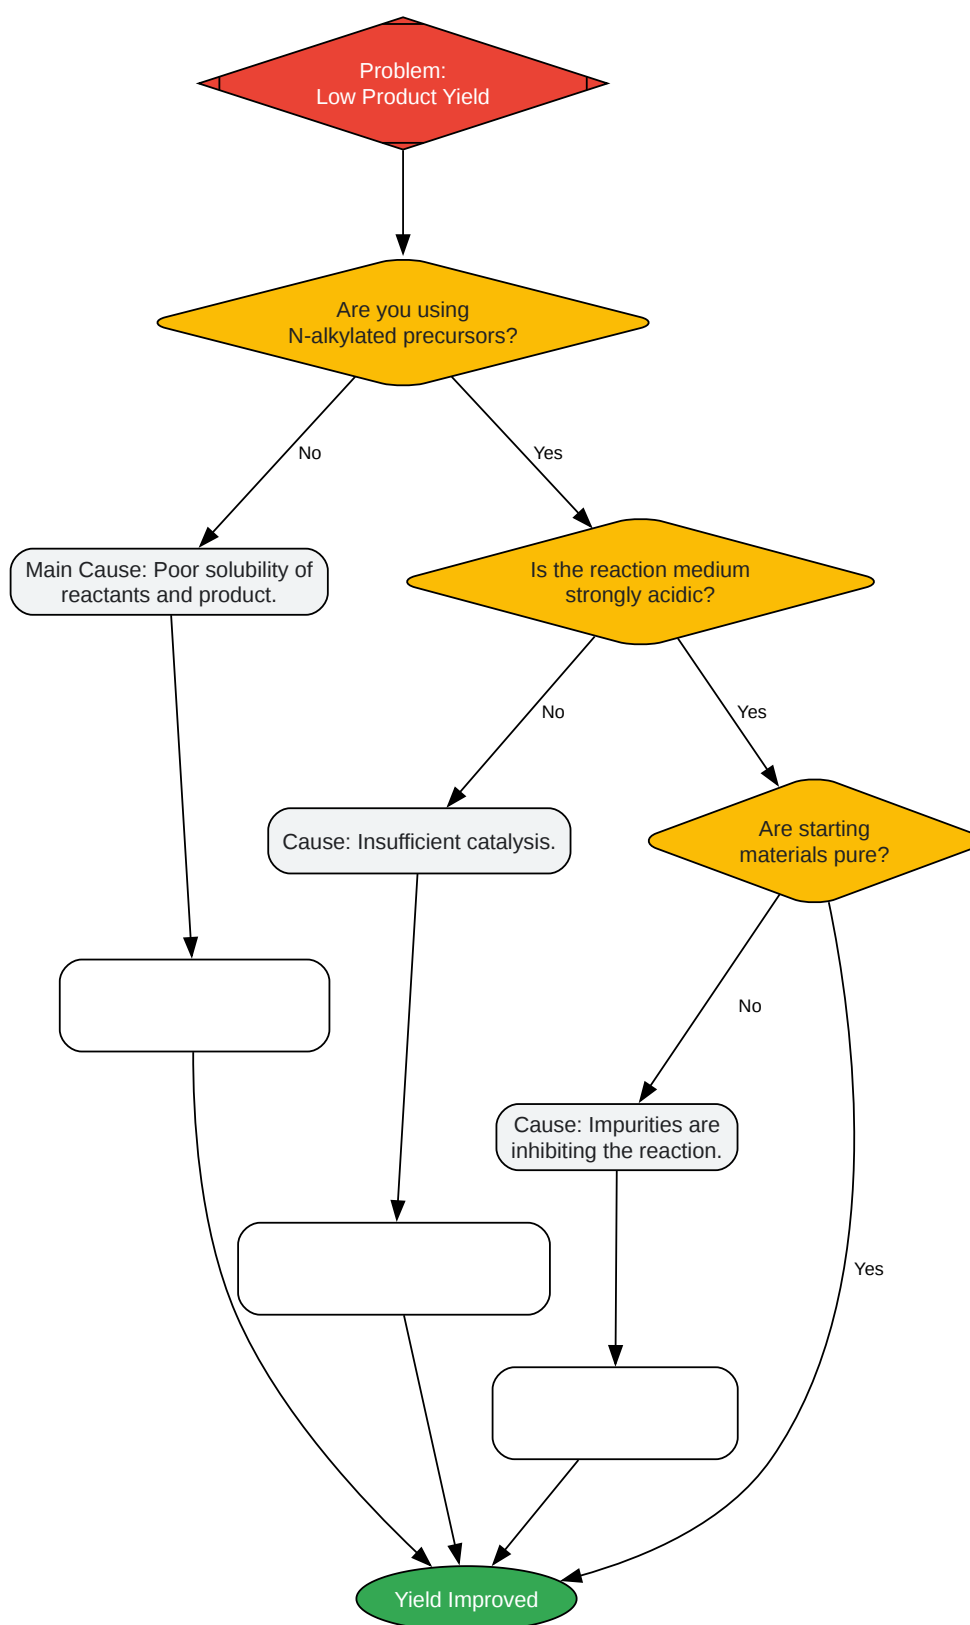 Problem:
Low Product Yield
Are you using
N-alkylated precursors?
No
Yes
Main Cause: Poor solubility of
reactants and product.
Is the reaction medium
strongly acidic?
No
Yes
Cause: Insufficient catalysis.
Are starting
materials pure?
No
Cause: Impurities are
inhibiting the reaction.
Yes
Yield Improved